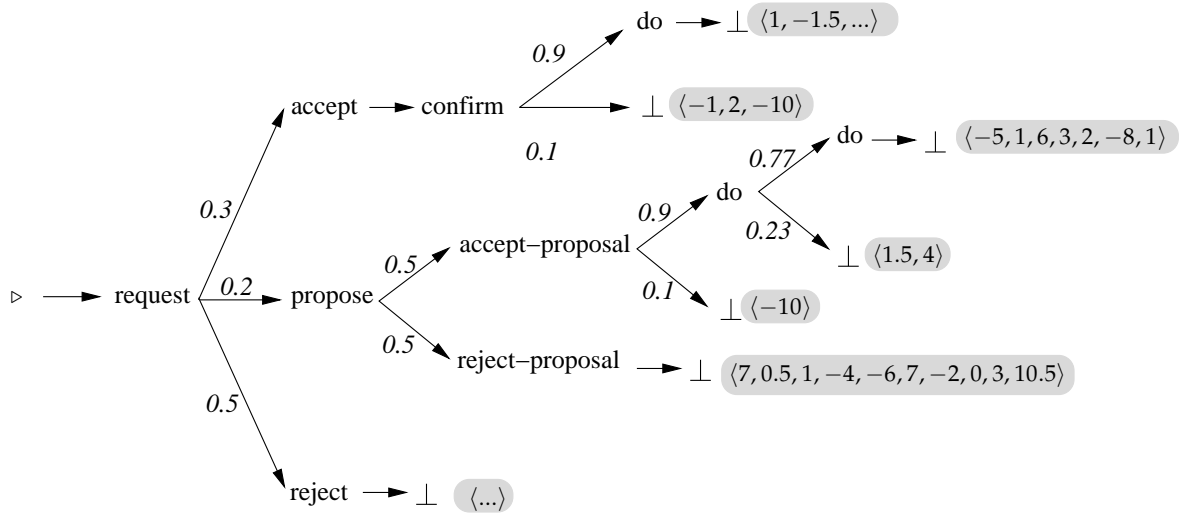 do ⊥ ⟨1, −1.5, ...⟩
0.9
accept confirm ⊥ ⟨−1, 2, −10⟩
0.1
do ⊥ ⟨−5, 1, 6, 3, 2, −8, 1⟩
0.77
do
0.3
0.9
0.23
accept−proposal
⊥ ⟨1.5, 4⟩
0.5
▷ request 0.2 propose
0.1
⊥ ⟨−10⟩
0.5
reject−proposal ⊥ ⟨7, 0.5, 1, −4, −6, 7, −2, 0, 3, 10.5⟩
0.5
reject ⊥ ⟨...⟩